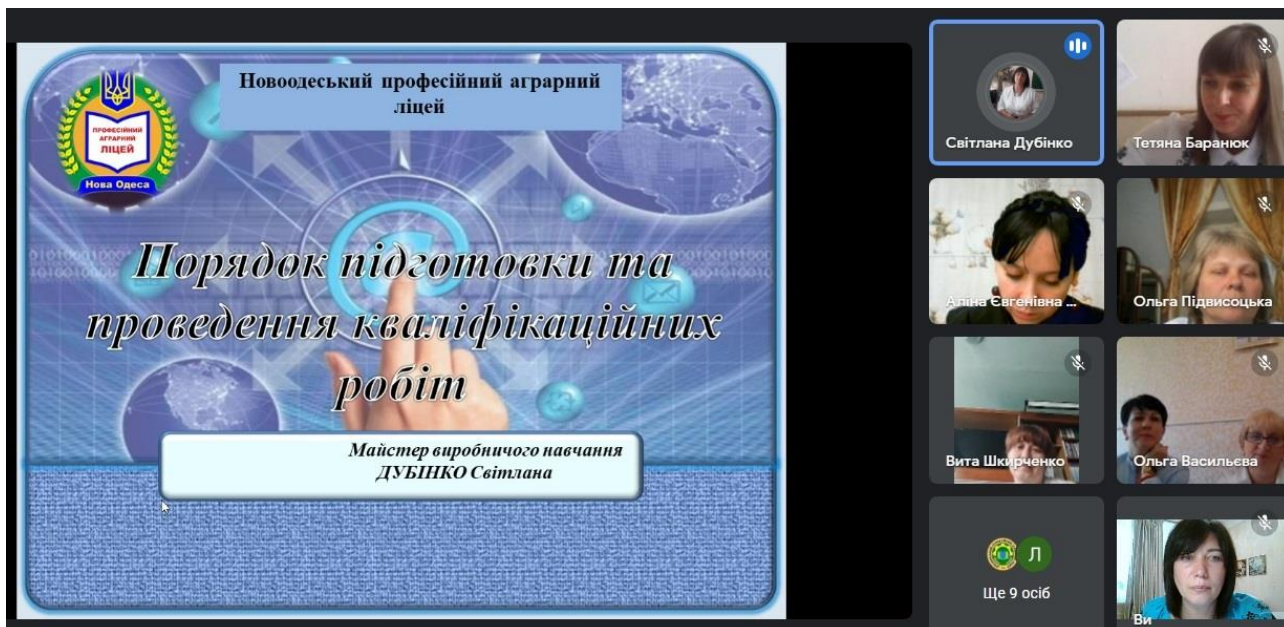 Новоодеський професійний аграрний
ліцей
ПРОФЕСІЙНИЙ
АГРАРНИЙ
ЛІЦЕЙ
Нова Одеса
Порядок підготовки та
проведення кваліфікаційних
робіт
Майстер виробничого навчання
ДУБІНКО Світлана
Світлана Дубінко
Тетяна Баранюк
Аліна Євгенівна ...
Ольга Підвисоцька
Вита Шкирченко
Ольга Васильєва
Л
Ще 9 осіб
Ви